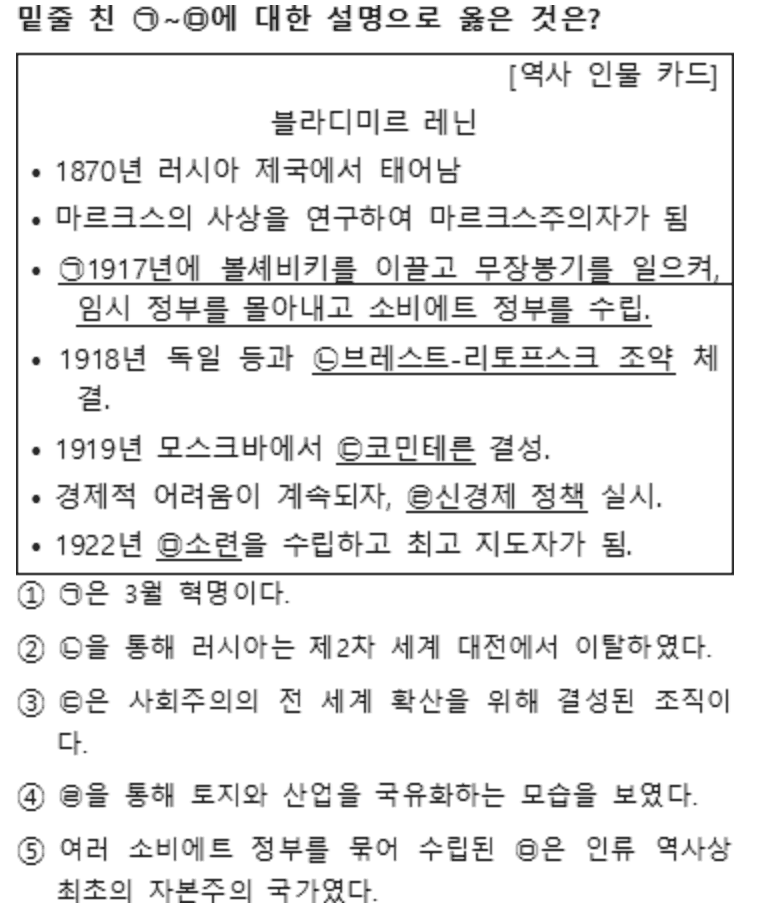 밑줄 친 ㉠~㉤에 대한 설명으로 옳은 것은?
[역사 인물 카드]
블라디미르 레닌
• 1870년 러시아 제국에서 태어남
• 마르크스의 사상을 연구하여 마르크스주의자가 됨
• ㉠1917년에 볼셰비키를 이끌고 무장봉기를 일으켜,
임시 정부를 몰아내고 소비에트 정부를 수립.
• 1918년 독일 등과 ㉡브레스트-리토프스크 조약 체
결.
• 1919년 모스크바에서 ㉢코민테른 결성.
• 경제적 어려움이 계속되자, ㉣신경제 정책 실시.
• 1922년 ㉤소련을 수립하고 최고 지도자가 됨.
① ㉠은 3월 혁명이다.
② ㉡을 통해 러시아는 제2차 세계 대전에서 이탈하였다.
③ ㉢은 사회주의의 전 세계 확산을 위해 결성된 조직이
다.
④ ㉣을 통해 토지와 산업을 국유화하는 모습을 보였다.
⑤ 여러 소비에트 정부를 묶어 수립된 ㉤은 인류 역사상
최초의 자본주의 국가였다.